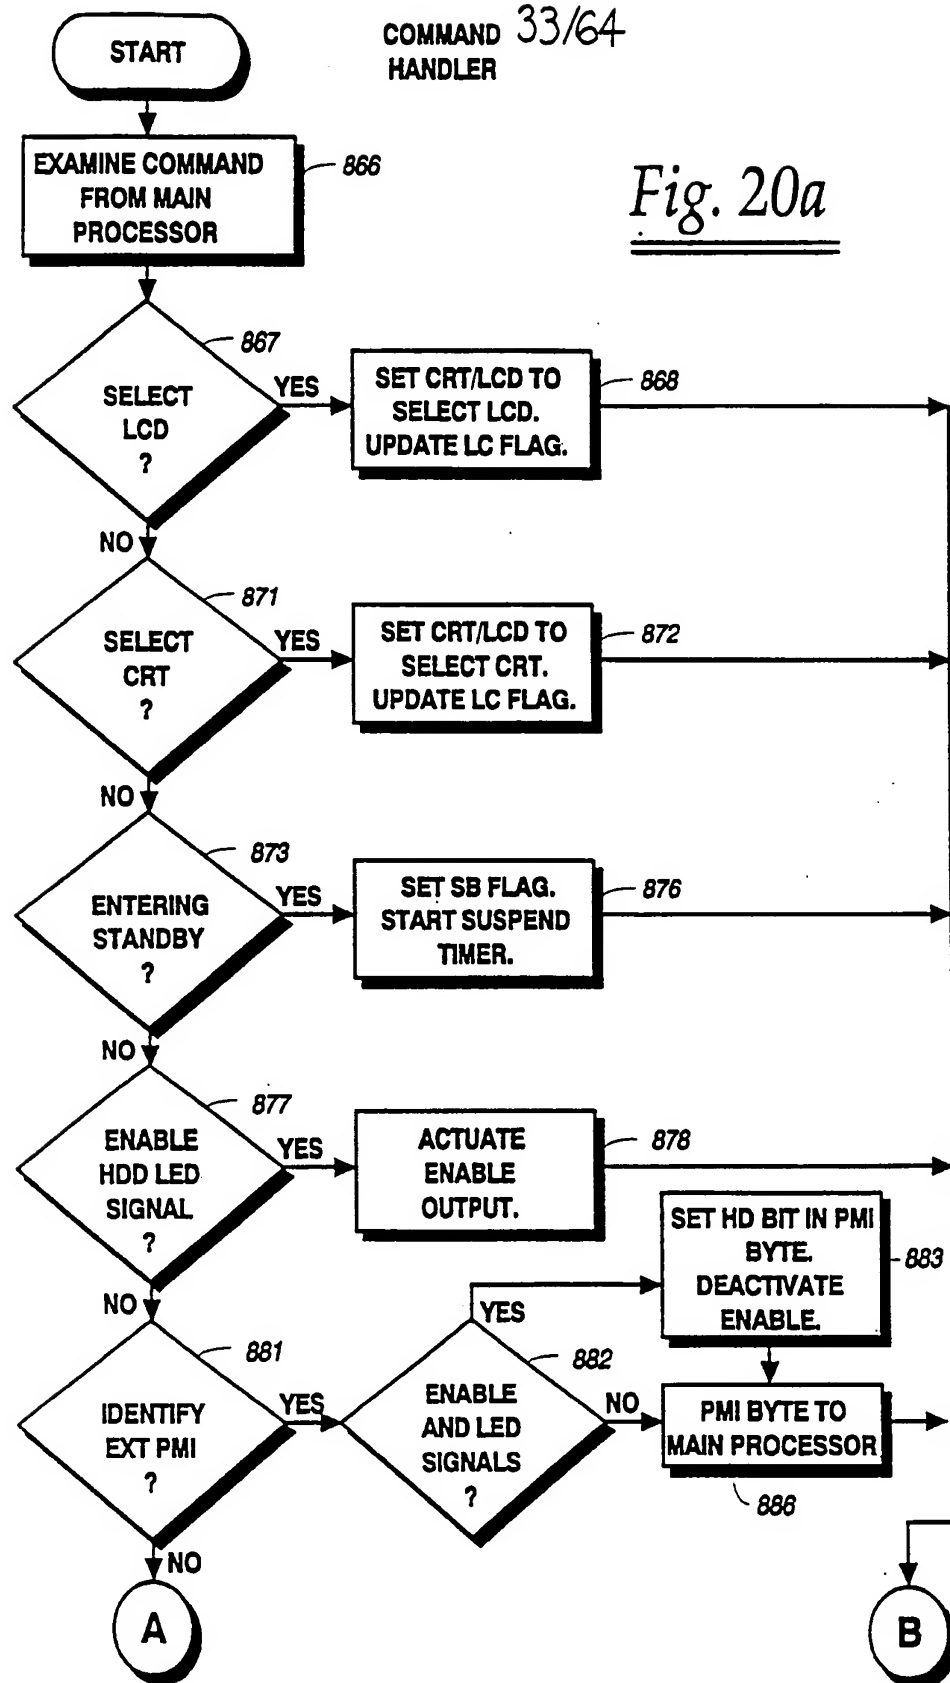 START
COMMAND 33/64
HANDLER
EXAMINE COMMAND
FROM MAIN
PROCESSOR
866
Fig. 20a
867
SELECT
LCD
?
YES
SET CRT/LCD TO
SELECT LCD.
UPDATE LC FLAG.
868
NO
871
SELECT
CRT
?
YES
SET CRT/LCD TO
SELECT CRT.
UPDATE LC FLAG.
872
NO
873
ENTERING
STANDBY
?
YES
SET SB FLAG.
START SUSPEND
TIMER.
876
NO
877
ENABLE
HDD LED
SIGNAL
?
YES
ACTUATE
ENABLE
OUTPUT.
878
SET HD BIT IN PMI
BYTE.
DEACTIVATE
ENABLE.
883
NO
881
IDENTIFY
EXT PMI
?
YES
YES
882
ENABLE
AND LED
SIGNALS
?
NO
PMI BYTE TO
MAIN PROCESSOR
886
NO
A
B